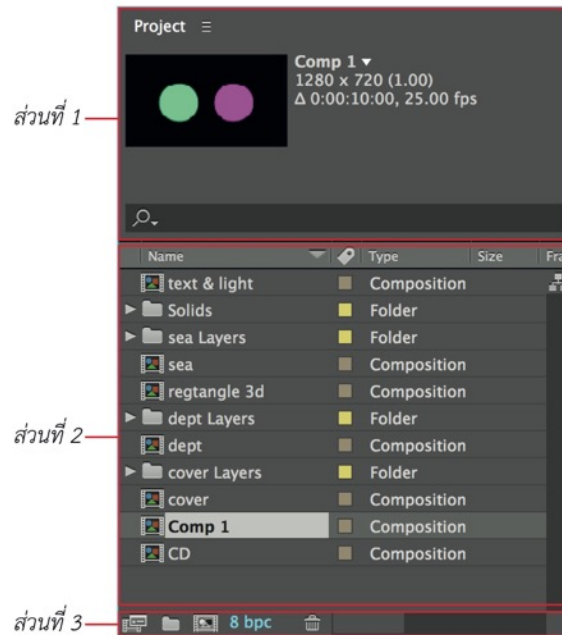 Project
Comp 1
1280 x 720 (1.00)
Δ 0:00:10:00, 25.00 fps
ส่วนที่ 1
Name Type Size Fra
text & light Composition
Solids Folder
sea Layers Folder
sea Composition
regtangle 3d Composition
dept Layers Folder
ส่วนที่ 2
dept Composition
cover Layers Folder
cover Composition
Comp 1 Composition
CD Composition
ส่วนที่ 3
8 bpc